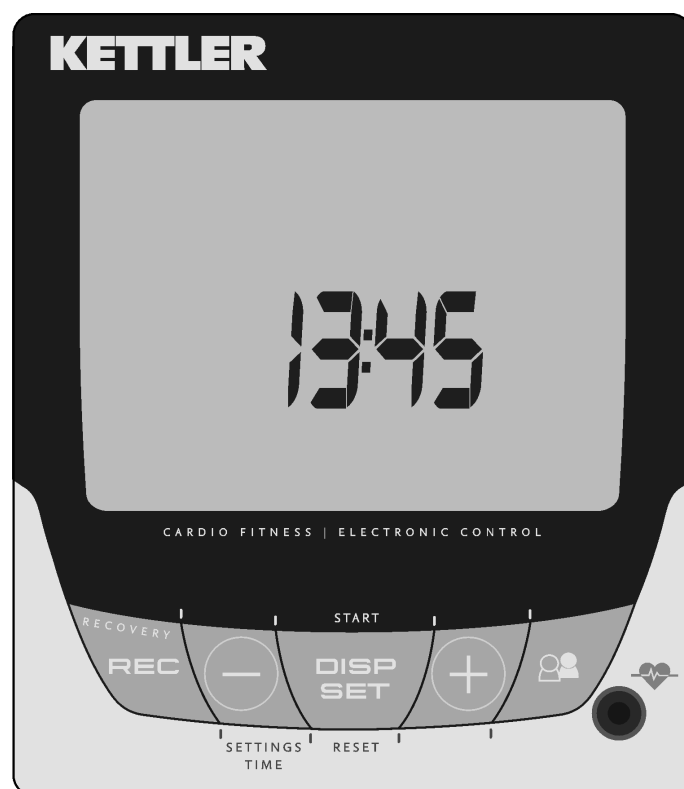 KETTLER
13:45
CARDIO FITNESS | ELECTRONIC CONTROL
START
RECOVERY
REC
DISP
SET
SETTINGS
TIME
RESET